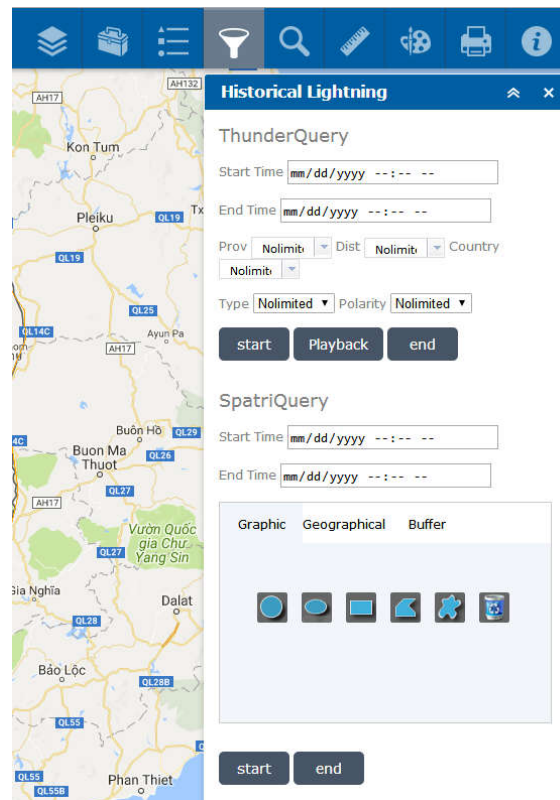 AH17
AH132
Kon Tum
Pleiku
QL19
Tx
QL19
QL25
QL14C
AH17
Ayun Pa
Buôn Hồ
QL29
4C
Buon Ma
Thuot
QL26
QL27
AH17
Vườn Quốc
gia Chư
Yang Sin
QL27
Gia Nghĩa
Dalat
QL28
Bảo Lộc
QL28B
QL55
QL55
QL55B
Phan Thiet
Historical Lightning
ThunderQuery
Start Time mm/dd/yyyy --:-- --
End Time mm/dd/yyyy --:-- --
Prov Nolimit Dist Nolimit Country
Nolimit
Type Nolimited Polarity Nolimited
start Playback end
SpatriQuery
Start Time mm/dd/yyyy --:-- --
End Time mm/dd/yyyy --:-- --
Graphic Geographical Buffer
start end